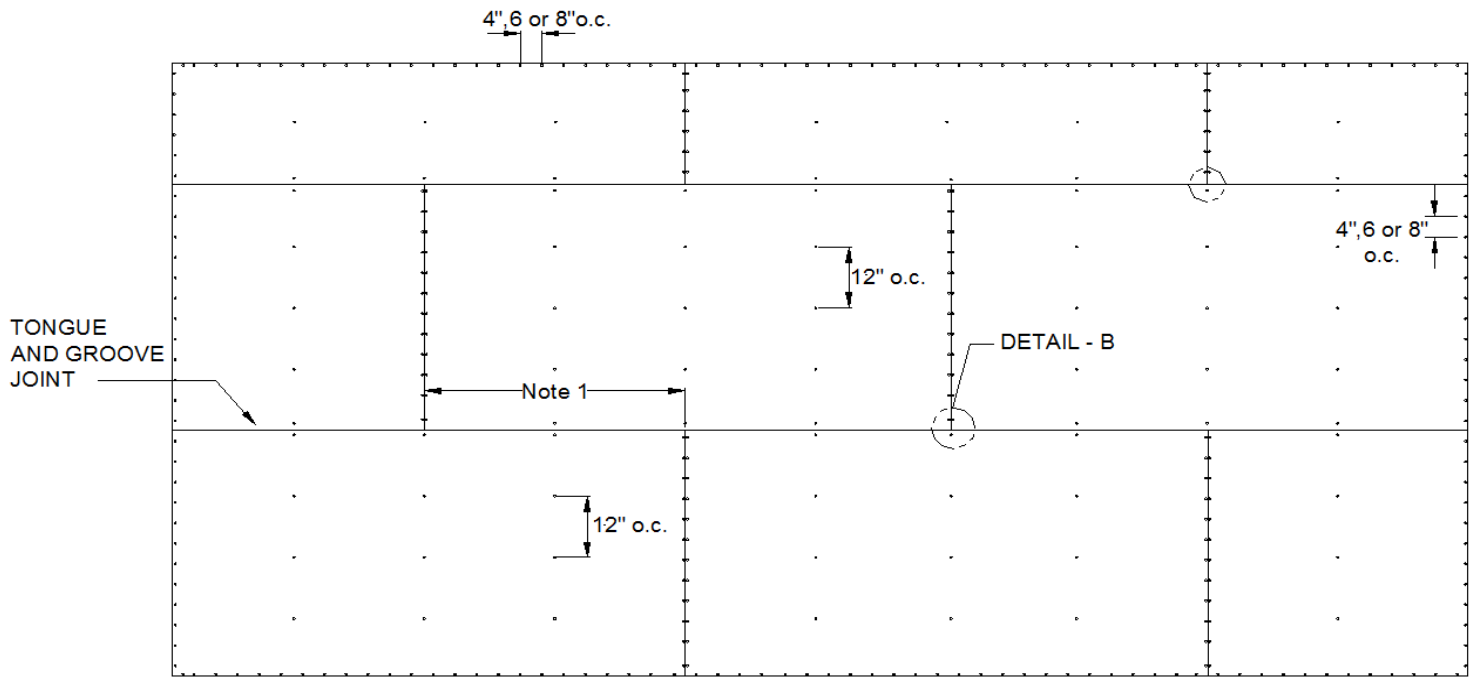 4",6 or 8"o.c.
4",6 or 8"
o.c.
12" o.c.
TONGUE
AND GROOVE
JOINT
DETAIL - B
Note 1
12" o.c.